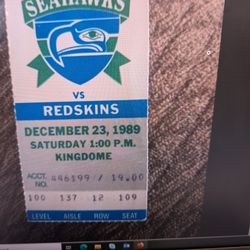 SEAHAWKS
VS
REDSKINS
DECEMBER 23, 1989
SATURDAY 1:00 P.M.
KINGDOME
ACCT. NO. 446199 / 19.00
100 137 12 109
LEVEL AISLE ROW SEAT